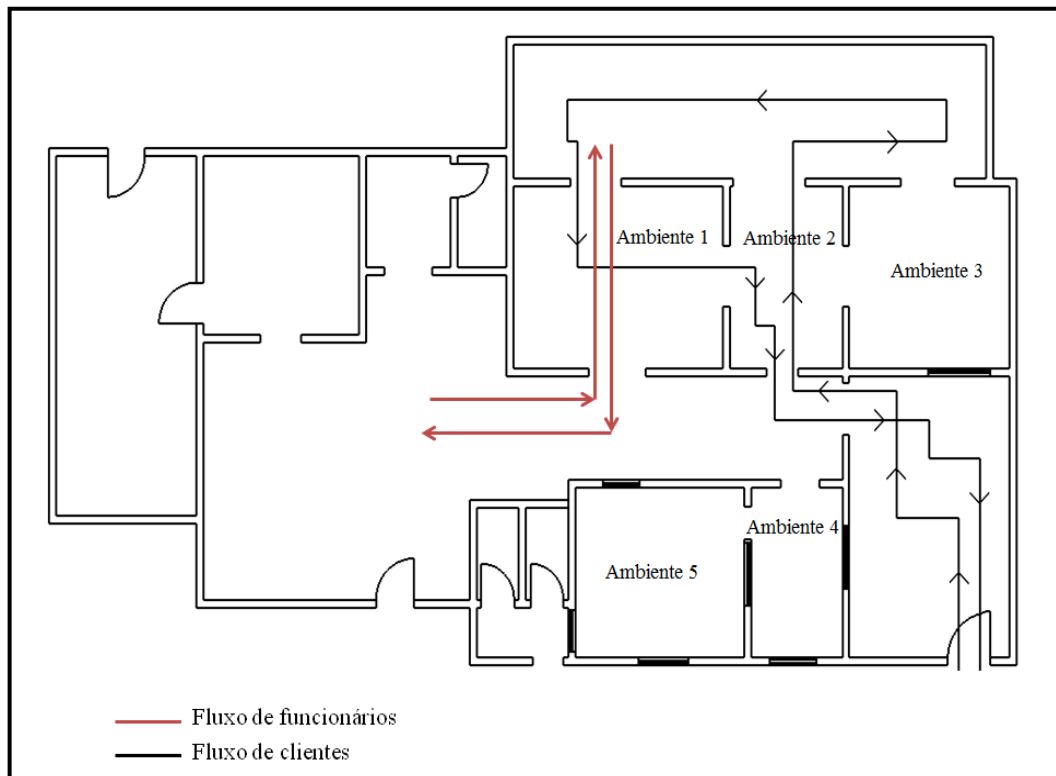 Ambiente 1
Ambiente 2
Ambiente 3
Ambiente 4
Ambiente 5
Fluxo de funcionários
Fluxo de clientes